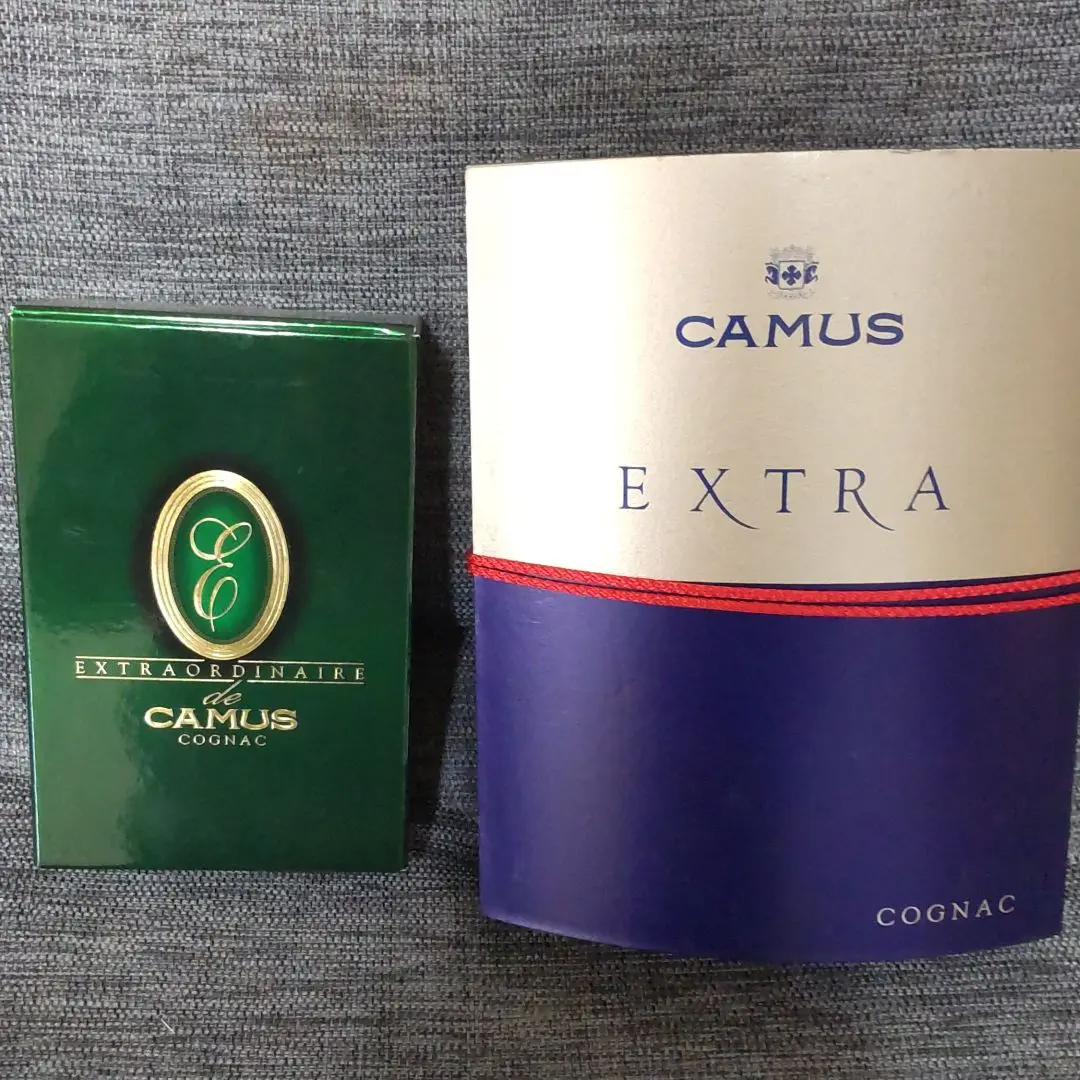 E
EXTRAORDINAIRE
de
CAMUS
COGNAC
CAMUS
EXTRA
COGNAC